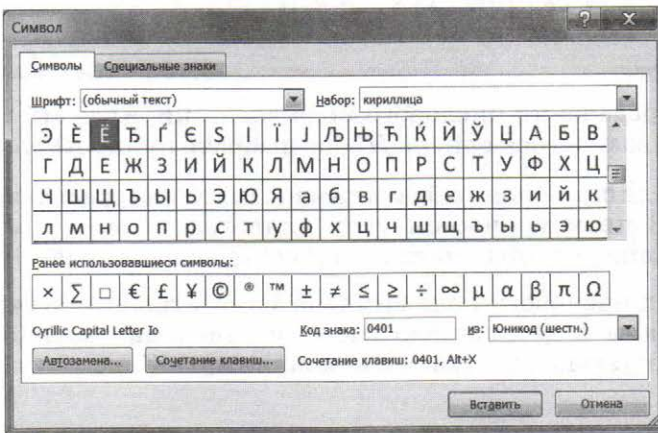 Символ
? X
Символы Специальные знаки
Шрифт: (обычный текст) Набор: кириллица
Э Ѐ Ё Ђ Ѓ Є Ѕ І Ї Ј Љ Њ Ћ Ќ Ѝ Ў Џ А Б В
Г Д Е Ж З И Й К Л М Н О П Р С Т У Ф Х Ц
Ч Ш Щ Ъ Ы Ь Э Ю Я а б в г д е ж з и й к
л м н о п р с т у ф х ц ч ш щ ъ ы ь э ю
Ранее использовавшиеся символы:
× ∑ □ € £ ¥ © ® ™ ± ≠ ≤ ≥ ÷ ∞ µ α β π Ω
Cyrillic Capital Letter Io Код знака: 0401 из: Юникод (шестн.)
Автозамена... Сочетание клавиш... Сочетание клавиш: 0401, Alt+X
Вставить Отмена